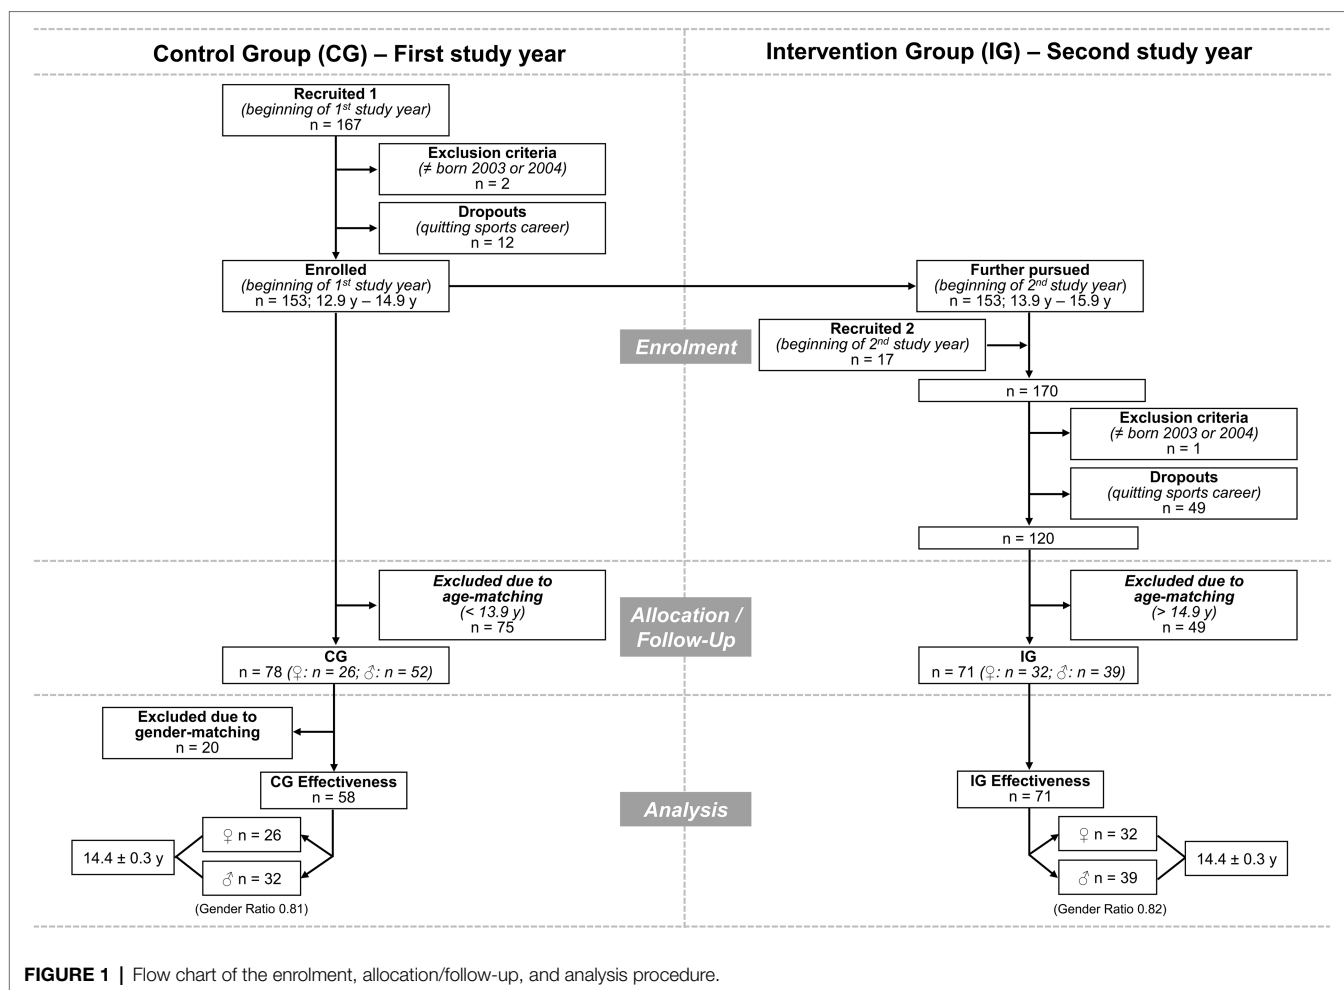 Control Group (CG) – First study year
Intervention Group (IG) – Second study year
Recruited 1
(beginning of 1st study year)
n = 167
Exclusion criteria
(≠ born 2003 or 2004)
n = 2
Dropouts
(quitting sports career)
n = 12
Enrolled
(beginning of 1st study year)
n = 153; 12.9 y – 14.9 y
Further pursued
(beginning of 2nd study year)
n = 153; 13.9 y – 15.9 y
Enrolment
Recruited 2
(beginning of 2nd study year)
n = 17
n = 170
Exclusion criteria
(≠ born 2003 or 2004)
n = 1
Dropouts
(quitting sports career)
n = 49
n = 120
Excluded due to
age-matching
(< 13.9 y)
n = 75
Allocation /
Follow-Up
Excluded due to
age-matching
(> 14.9 y)
n = 49
CG
n = 78 (♀: n = 26; ♂: n = 52)
IG
n = 71 (♀: n = 32; ♂: n = 39)
Excluded due to
gender-matching
n = 20
CG Effectiveness
n = 58
Analysis
IG Effectiveness
n = 71
♀ n = 26
14.4 ± 0.3 y
♂ n = 32
(Gender Ratio 0.81)
♀ n = 32
14.4 ± 0.3 y
♂ n = 39
(Gender Ratio 0.82)
FIGURE 1 | Flow chart of the enrolment, allocation/follow-up, and analysis procedure.